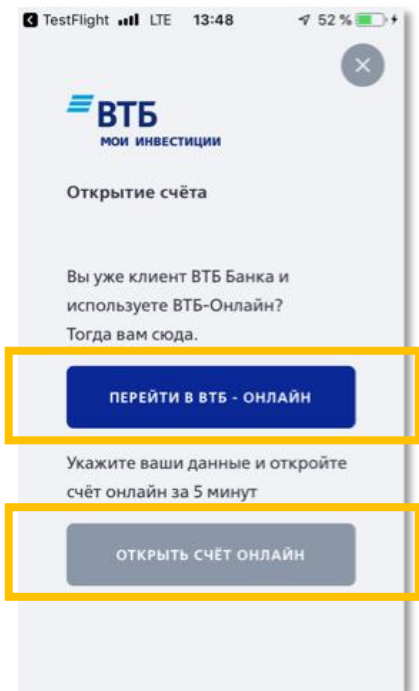 TestFlight LTE 13:48 52 %
ВТБ
МОИ ИНВЕСТИЦИИ
Открытие счёта
Вы уже клиент ВТБ Банка и
используете ВТБ-Онлайн?
Тогда вам сюда.
ПЕРЕЙТИ В ВТБ - ОНЛАЙН
Укажите ваши данные и откройте
счёт онлайн за 5 минут
ОТКРЫТЬ СЧЁТ ОНЛАЙН